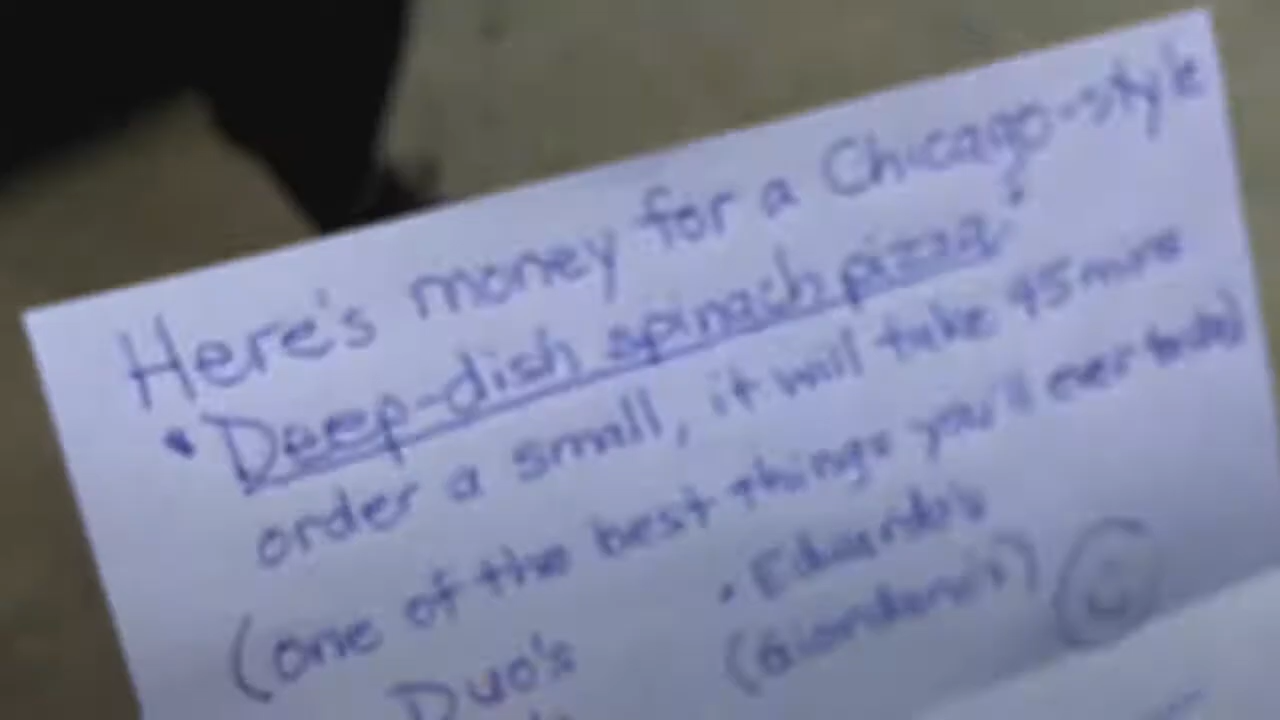 Here's money for a Chicago-style
• Deep-dish spinach pizza •
order a small, it will take 45 mins
(one of the best things you'll ever taste)
• Edwardo's
Duo's
(Giordano's)